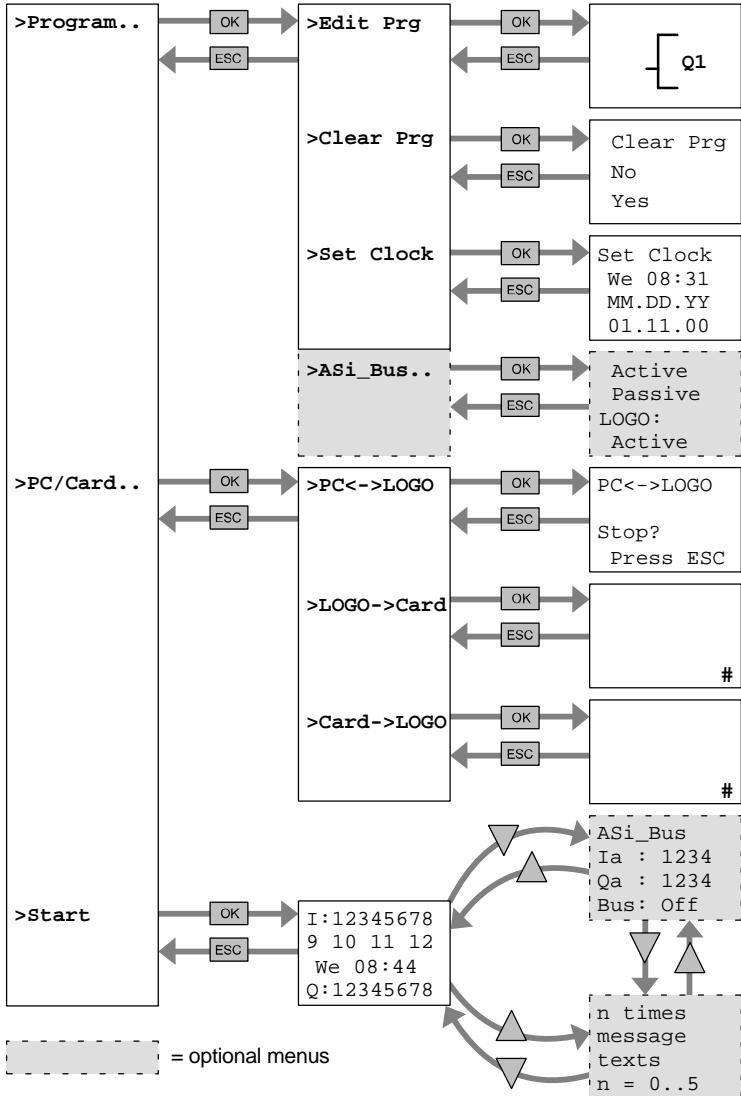 >Program..
OK
ESC
>Edit Prg
OK
ESC
Q1
>Clear Prg
OK
ESC
Clear Prg
No
Yes
>Set Clock
OK
ESC
Set Clock
We 08:31
MM.DD.YY
01.11.00
>ASi_Bus..
OK
ESC
Active
Passive
LOGO:
Active
>PC/Card..
OK
ESC
>PC<->LOGO
OK
ESC
PC<->LOGO
Stop?
Press ESC
>LOGO->Card
OK
ESC
#
>Card->LOGO
OK
ESC
#
>Start
OK
ESC
I:12345678
9 10 11 12
We 08:44
Q:12345678
ASi_Bus
Ia : 1234
Qa : 1234
Bus: Off
n times
message
texts
n = 0..5
= optional menus